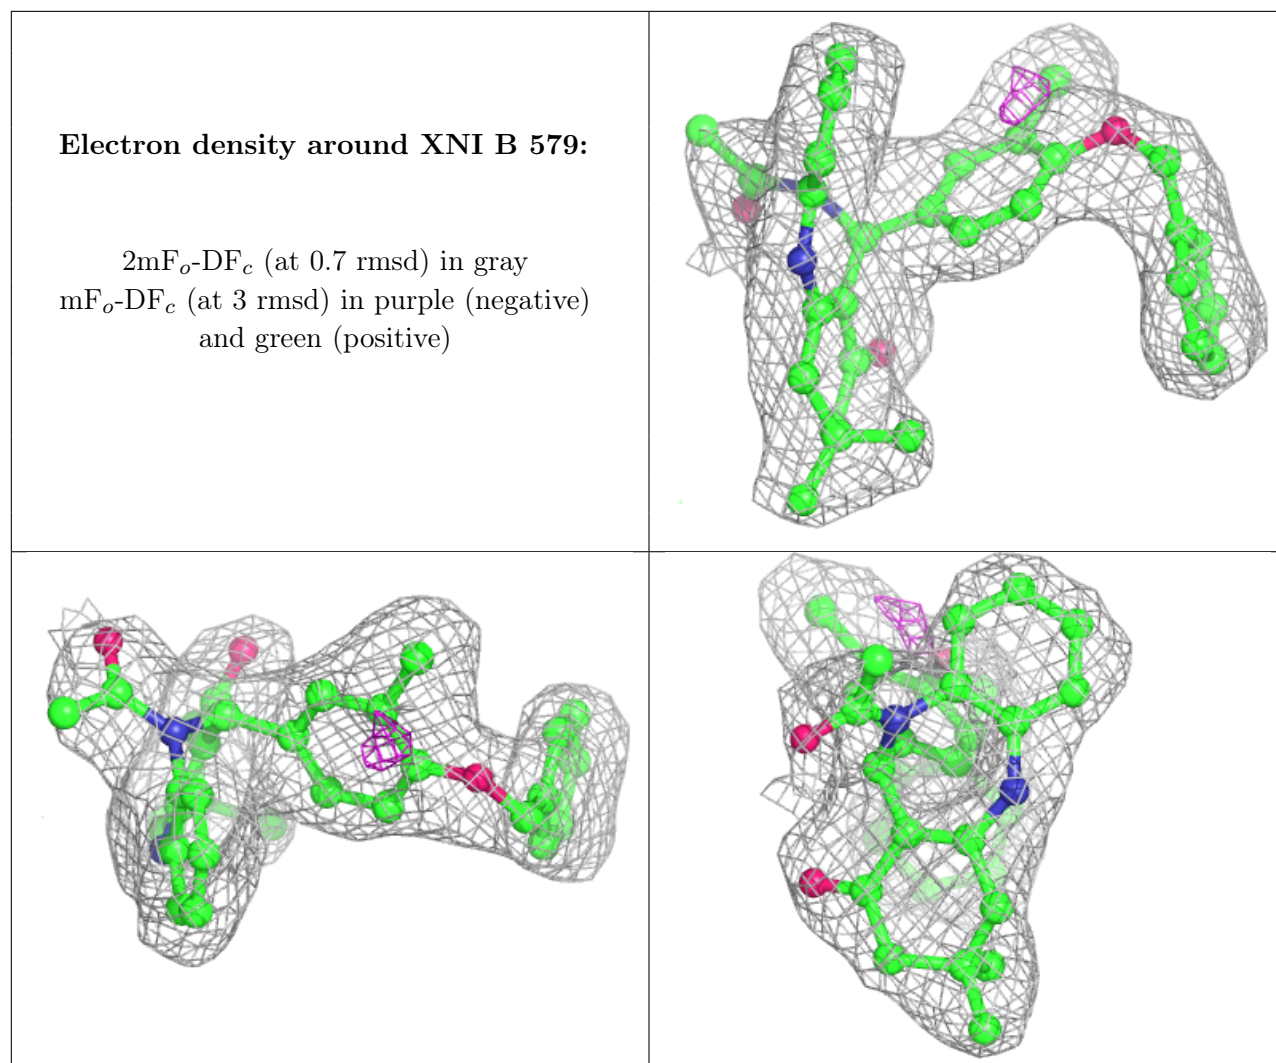 Electron density around XNI B 579:
2mFo-DFc (at 0.7 rmsd) in gray
mFo-DFc (at 3 rmsd) in purple (negative)
and green (positive)